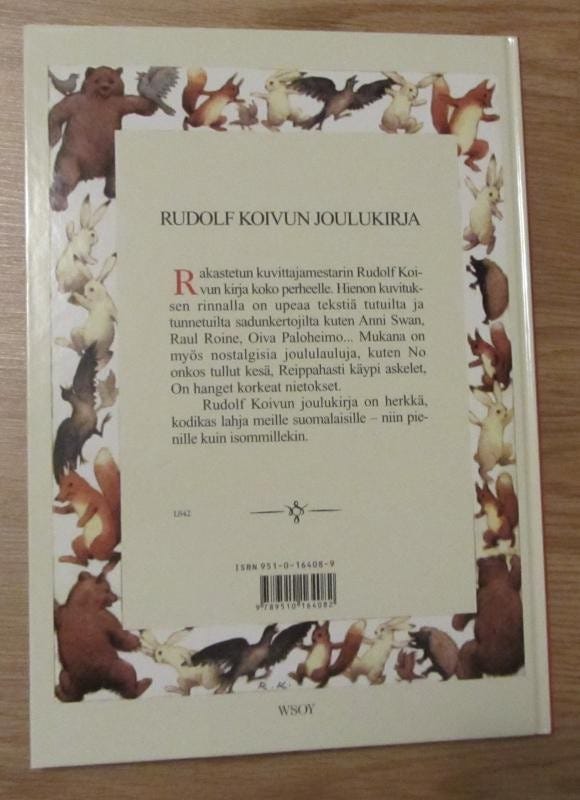 RUDOLF KOIVUN JOULUKIRJA
Rakastetun kuvittajamestarin Rudolf Koi-
vun kirja koko perheelle. Hienon kuvituk-
sen rinnalla on upeaa tekstiä tutuilta ja
tunnetuilta sadunkertojilta kuten Anni Swan,
Raul Roine, Oiva Paloheimo... Mukana on
myös nostalgisia joululauluja, kuten No
onkos tullut kesä, Reippahasti käypi askelet,
On hanget korkeat nietokset.
Rudolf Koivun joulukirja on herkkä,
kodikas lahja meille suomalaisille – niin pie-
nille kuin isommillekin.
L842
ISBN 951-0-16408-9
9 789510 164082
R.K.
WSOY